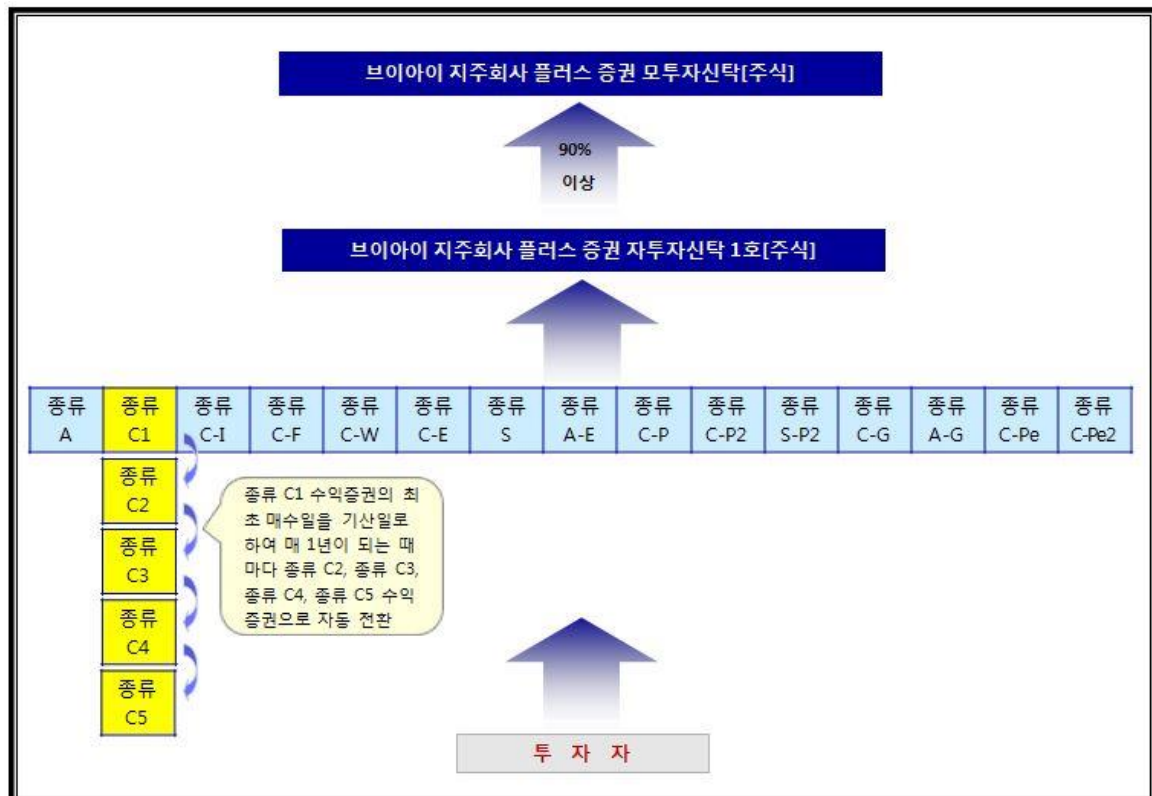 브이아이 지주회사 플러스 증권 모투자신탁[주식]
90%
이상
브이아이 지주회사 플러스 증권 자투자신탁 1호[주식]
종류 종류 종류 종류 종류 종류 종류 종류 종류 종류 종류 종류 종류 종류 종류
A C1 C-I C-F C-W C-E S A-E C-P C-P2 S-P2 C-G A-G C-Pe C-Pe2
종류
C2
종류
C3
종류
C4
종류
C5
종류 C1 수익증권의 최
초 매수일을 기산일로
하여 매 1년이 되는 때
마다 종류 C2, 종류 C3,
종류 C4, 종류 C5 수익
증권으로 자동 전환
투 자 자